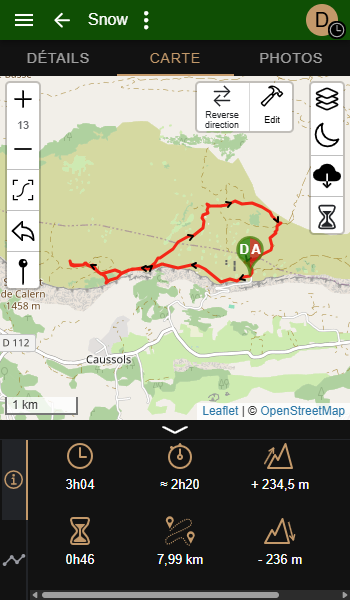 Snow
D
DÉTAILS
CARTE
PHOTOS
13
Reverse
direction
Edit
D A
de Calern
1458 m
D 112
Caussols
1 km
Leaflet | © OpenStreetMap
3h04
≈ 2h20
+ 234,5 m
0h46
7,99 km
- 236 m